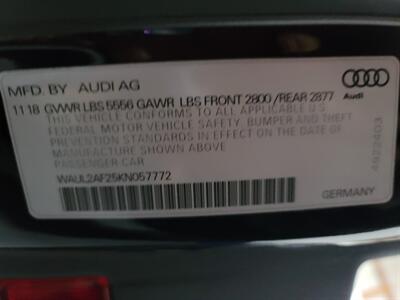 MFD. BY AUDI AG
11 18 GVWR LBS 5556 GAWR LBS FRONT 2800 /REAR 2877
THIS VEHICLE CONFORMS TO ALL APPLICABLE U.S.
FEDERAL MOTOR VEHICLE SAFETY, BUMPER AND THEFT
PREVENTION STANDARDS IN EFFECT ON THE DATE OF
MANUFACTURE SHOWN ABOVE
PASSENGER CAR
WAUL2AF25KN057772
GERMANY
Audi
4922403